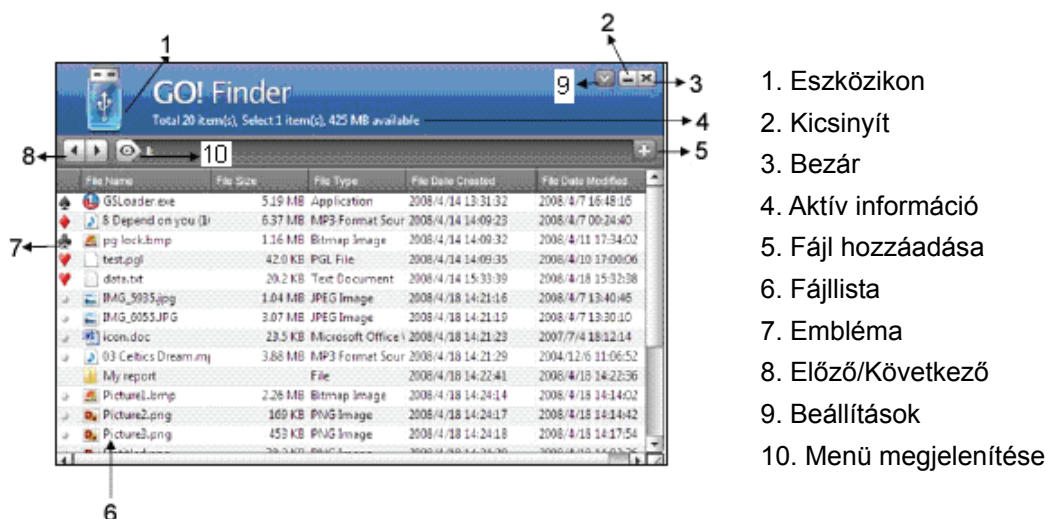 1
2
9
3
GO! Finder
Total 20 item(s), Select 1 item(s), 425 MB available
4
8
10
5
File Name File Size File Type File Date Created File Date Modified
GSLoader.exe 5.19 MB Application 2008/4/14 13:31:32 2008/4/7 16:48:16
8 Depend on you (1 6.37 MB MP3 Format Sour 2008/4/14 14:09:23 2008/4/7 00:24:40
7
pg lock.bmp 1.16 MB Bitmap Image 2008/4/14 14:09:32 2008/4/11 17:34:02
test.pgl 42.0 KB PGL File 2008/4/14 14:09:35 2008/4/10 17:00:06
data.txt 20.2 KB Text Document 2008/4/14 15:33:39 2008/4/18 15:32:38
IMG_5935.jpg 1.04 MB JPEG Image 2008/4/18 14:21:16 2008/4/7 13:40:46
IMG_6055.JPG 3.07 MB JPEG Image 2008/4/18 14:21:19 2008/4/7 13:30:10
icon.doc 23.5 KB Microsoft Office 2008/4/18 14:21:23 2007/7/4 18:12:14
03 Celtics Dream.mp 3.88 MB MP3 Format Sour 2008/4/18 14:21:29 2004/12/6 11:06:52
My report File 2008/4/18 14:22:41 2008/4/18 14:22:36
Picture1.bmp 2.26 MB Bitmap Image 2008/4/18 14:24:14 2008/4/18 14:14:02
Picture2.png 169 KB PNG Image 2008/4/18 14:24:17 2008/4/18 14:14:42
Picture3.png 453 KB PNG Image 2008/4/18 14:24:18 2008/4/18 14:17:54
6
1. Eszközikon
2. Kicsinyít
3. Bezár
4. Aktív információ
5. Fájl hozzáadása
6. Fájllista
7. Embléma
8. Előző/Következő
9. Beállítások
10. Menü megjelenítése